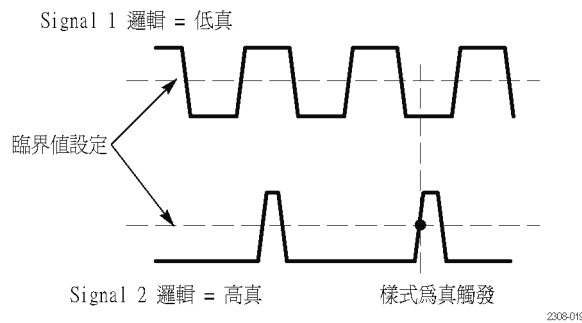 Signal 1 邏輯 = 低真
臨界值設定
Signal 2 邏輯 = 高真
樣式爲真觸發
2308-019